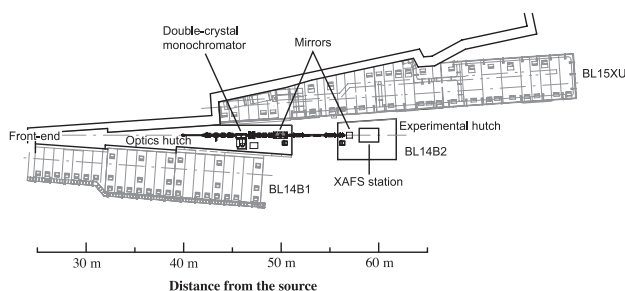 Double-crystal
monochromator
Mirrors
BL15XU
Front-end
Optics hutch
Experimental hutch
BL14B2
XAFS station
BL14B1
30 m
40 m
50 m
60 m
Distance from the source